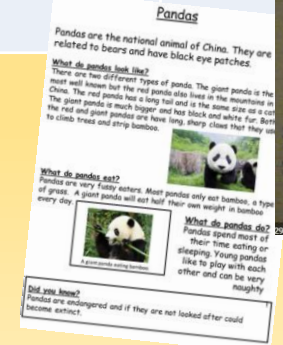 Pandas
Pandas are the national animal of China. They are
related to bears and have black eye patches.
What do pandas look like?
There are two different types of panda. The giant panda is the
most well known but the red panda also lives in the mountains in
China. The red panda has a long tail and is the same size as a cat
The giant panda is much bigger and has black and white fur. Both
the red and giant pandas are have long, sharp claws that they use
to climb trees and strip bamboo.
What do pandas eat?
Pandas are very fussy eaters. Most pandas only eat bamboo, a type
of grass. A giant panda will eat half their own weight in bamboo
every day.
A giant panda eating bamboo
What do pandas do?
Pandas spend most of
their time eating or
sleeping. Young pandas
like to play with each
other and can be very
naughty
Did you know?
Pandas are endangered and if they are not looked after could
become extinct.